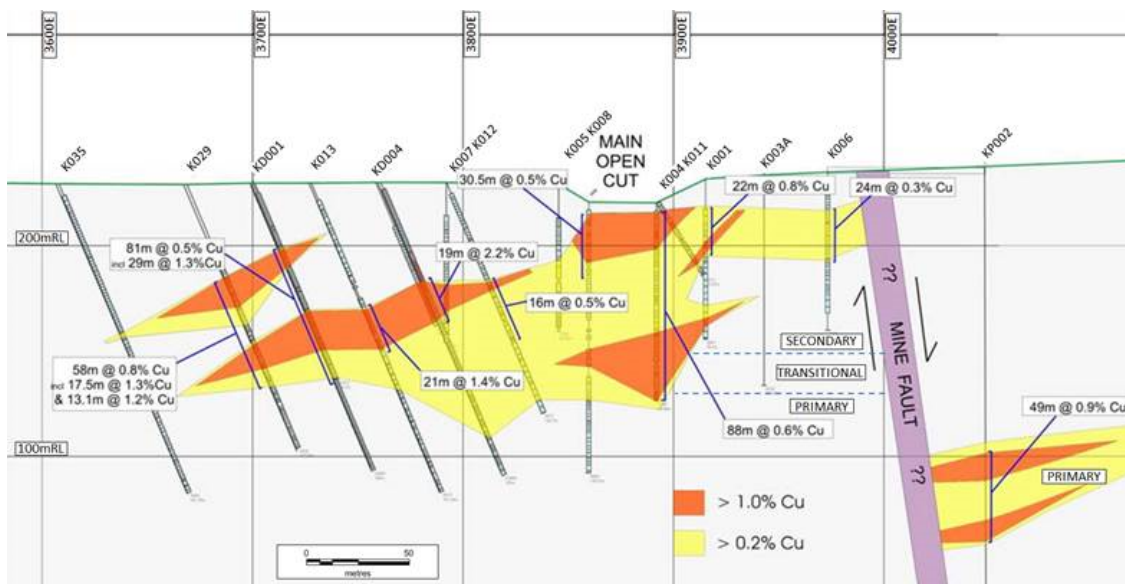 3600E
3700E
3800E
3900E
4000E
K035
K029
KD001
K013
KD004
K007 K012
K005 K008
MAIN
OPEN
CUT
K004 K011
K001
K003A
K006
KP002
30.5m @ 0.5% Cu
22m @ 0.8% Cu
24m @ 0.3% Cu
200mRL
81m @ 0.5% Cu
incl 29m @ 1.3%Cu
19m @ 2.2% Cu
16m @ 0.5% Cu
??
MINE FAULT
??
SECONDARY
TRANSITIONAL
PRIMARY
58m @ 0.8% Cu
incl 17.5m @ 1.3%Cu
& 13.1m @ 1.2% Cu
21m @ 1.4% Cu
88m @ 0.6% Cu
49m @ 0.9% Cu
100mRL
PRIMARY
> 1.0% Cu
> 0.2% Cu
0 50
metres